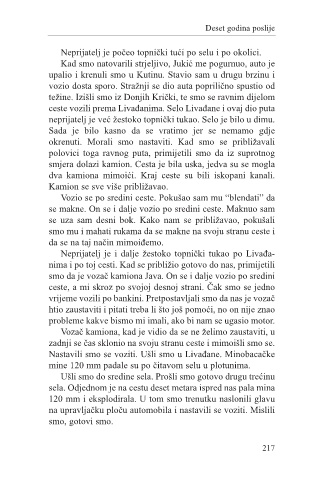 Deset godina poslije
Neprijatelj je počeo topnički tući po selu i po okolici.
Kad smo natovarili strjeljivo, Jukić me pogurnuo, auto je
upalio i krenuli smo u Kutinu. Stavio sam u drugu brzinu i
vozio dosta sporo. Stražnji se dio auta poprilično spustio od
težine. Izišli smo iz Donjih Krički, te smo se ravnim dijelom
ceste vozili prema Livađanima. Selo Livađane i ovaj dio puta
neprijatelj je već žestoko topnički tukao. Selo je bilo u dimu.
Sada je bilo kasno da se vratimo jer se nemamo gdje
okrenuti. Morali smo nastaviti. Kad smo se približavali
polovici toga ravnog puta, primijetili smo da iz suprotnog
smjera dolazi kamion. Cesta je bila uska, jedva su se mogla
dva kamiona mimoići. Kraj ceste su bili iskopani kanali.
Kamion se sve više približavao.
Vozio se po sredini ceste. Pokušao sam mu “blendati” da
se makne. On se i dalje vozio po sredini ceste. Maknuo sam
se uza sam desni bok. Kako nam se približavao, pokušali
smo mu i mahati rukama da se makne na svoju stranu ceste i
da se na taj način mimoiđemo.
Neprijatelj je i dalje žestoko topnički tukao po Livađa-
nima i po toj cesti. Kad se približio gotovo do nas, primijetili
smo da je vozač kamiona Java. On se i dalje vozio po sredini
ceste, a mi skroz po svojoj desnoj strani. Čak smo se jedno
vrijeme vozili po bankini. Pretpostavljali smo da nas je vozač
htio zaustaviti i pitati treba li što još pomoći, no on nije znao
probleme kakve bismo mi imali, ako bi nam se ugasio motor.
Vozač kamiona, kad je vidio da se ne želimo zaustaviti, u
zadnji se čas sklonio na svoju stranu ceste i mimoišli smo se.
Nastavili smo se voziti. Ušli smo u Livađane. Minobacačke
mine 120 mm padale su po čitavom selu u plotunima.
Ušli smo do sredine sela. Prošli smo gotovo drugu trećinu
sela. Odjednom je na cestu deset metara ispred nas pala mina
120 mm i eksplodirala. U tom smo trenutku naslonili glavu
na upravljačku ploču automobila i nastavili se voziti. Mislili
smo, gotovi smo.
217